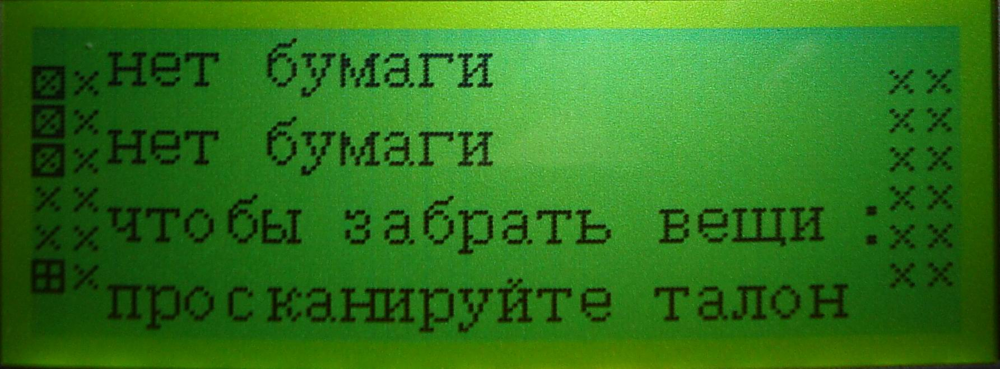 нет бумаги
нет бумаги
чтобы забрать вещи :
просканируйте талон